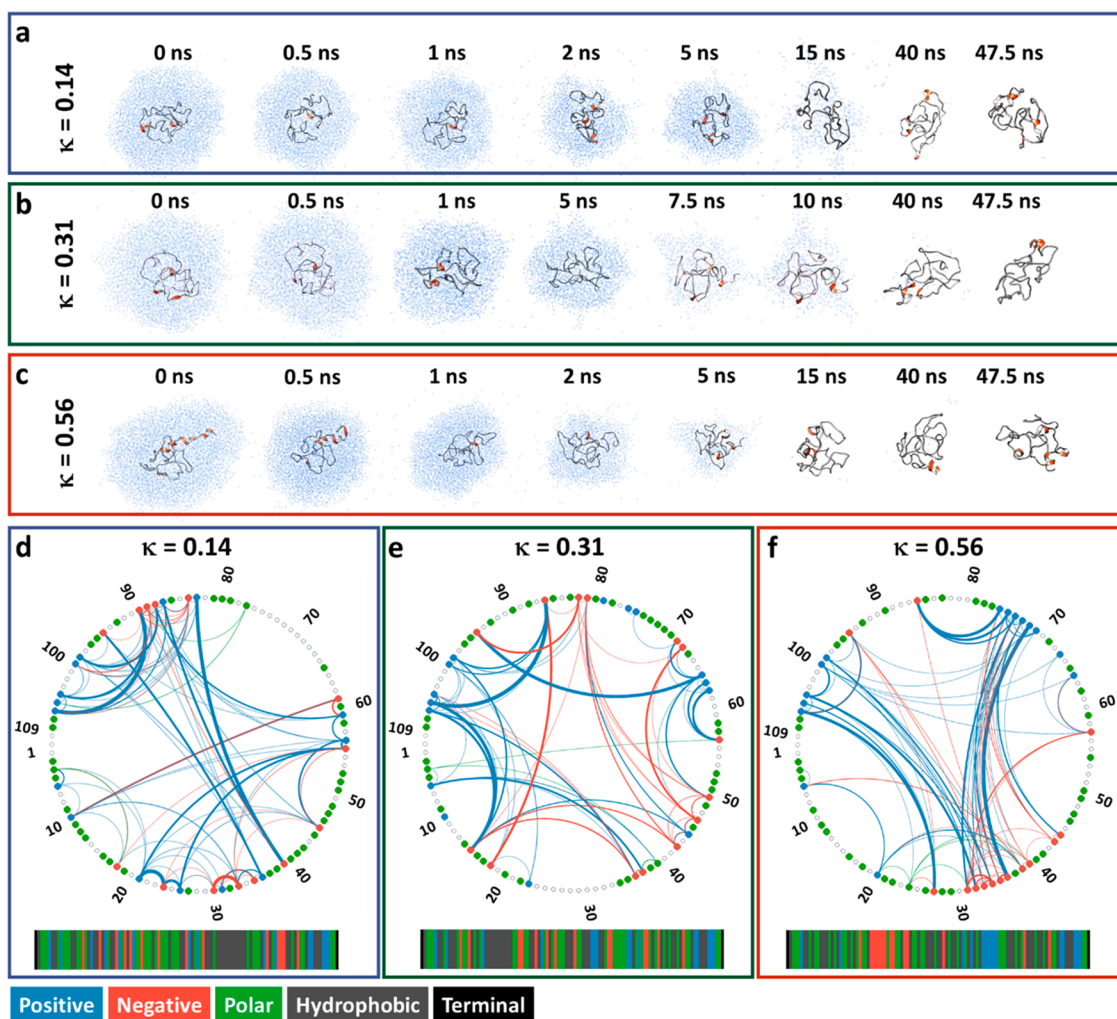 a
κ = 0.14
0 ns 0.5 ns 1 ns 2 ns 5 ns 15 ns 40 ns 47.5 ns
b
κ = 0.31
0 ns 0.5 ns 1 ns 5 ns 7.5 ns 10 ns 40 ns 47.5 ns
c
κ = 0.56
0 ns 0.5 ns 1 ns 2 ns 5 ns 15 ns 40 ns 47.5 ns
d κ = 0.14
80
90
70
100
60
109
1
50
10
40
20
30
e κ = 0.31
80
90
70
100
60
109
1
50
10
40
20
30
f κ = 0.56
80
90
70
100
60
109
1
50
10
40
20
30
Positive Negative Polar Hydrophobic Terminal